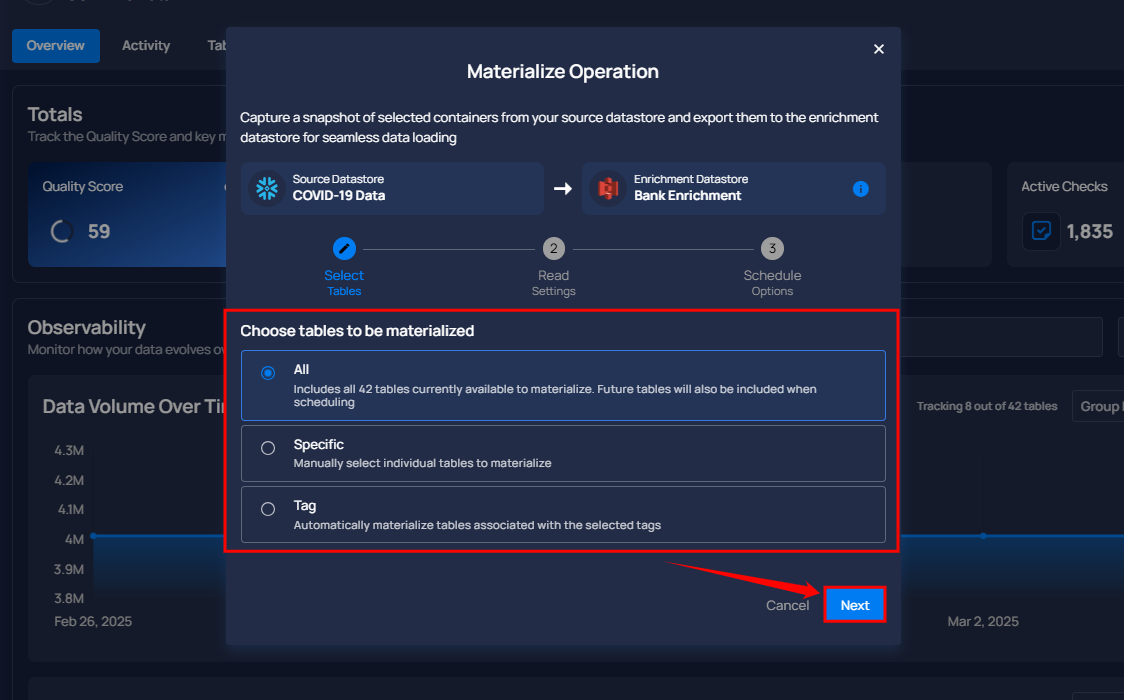 Overview
Activity
Tab
Totals
Track the Quality Score and key m
Quality Score
59
Active Checks
1,835
Observability
Monitor how your data evolves ov
Data Volume Over Ti
Tracking 8 out of 42 tables
Group
4.3M
4.2M
4.1M
4M
3.9M
3.8M
Feb 26, 2025
Mar 2, 2025
Materialize Operation
Capture a snapshot of selected containers from your source datastore and export them to the enrichment
datastore for seamless data loading
Source Datastore
COVID-19 Data
Enrichment Datastore
Bank Enrichment
Select
Tables
2
Read
Settings
3
Schedule
Options
Choose tables to be materialized
All
Includes all 42 tables currently available to materialize. Future tables will also be included when
scheduling
Specific
Manually select individual tables to materialize
Tag
Automatically materialize tables associated with the selected tags
Cancel
Next